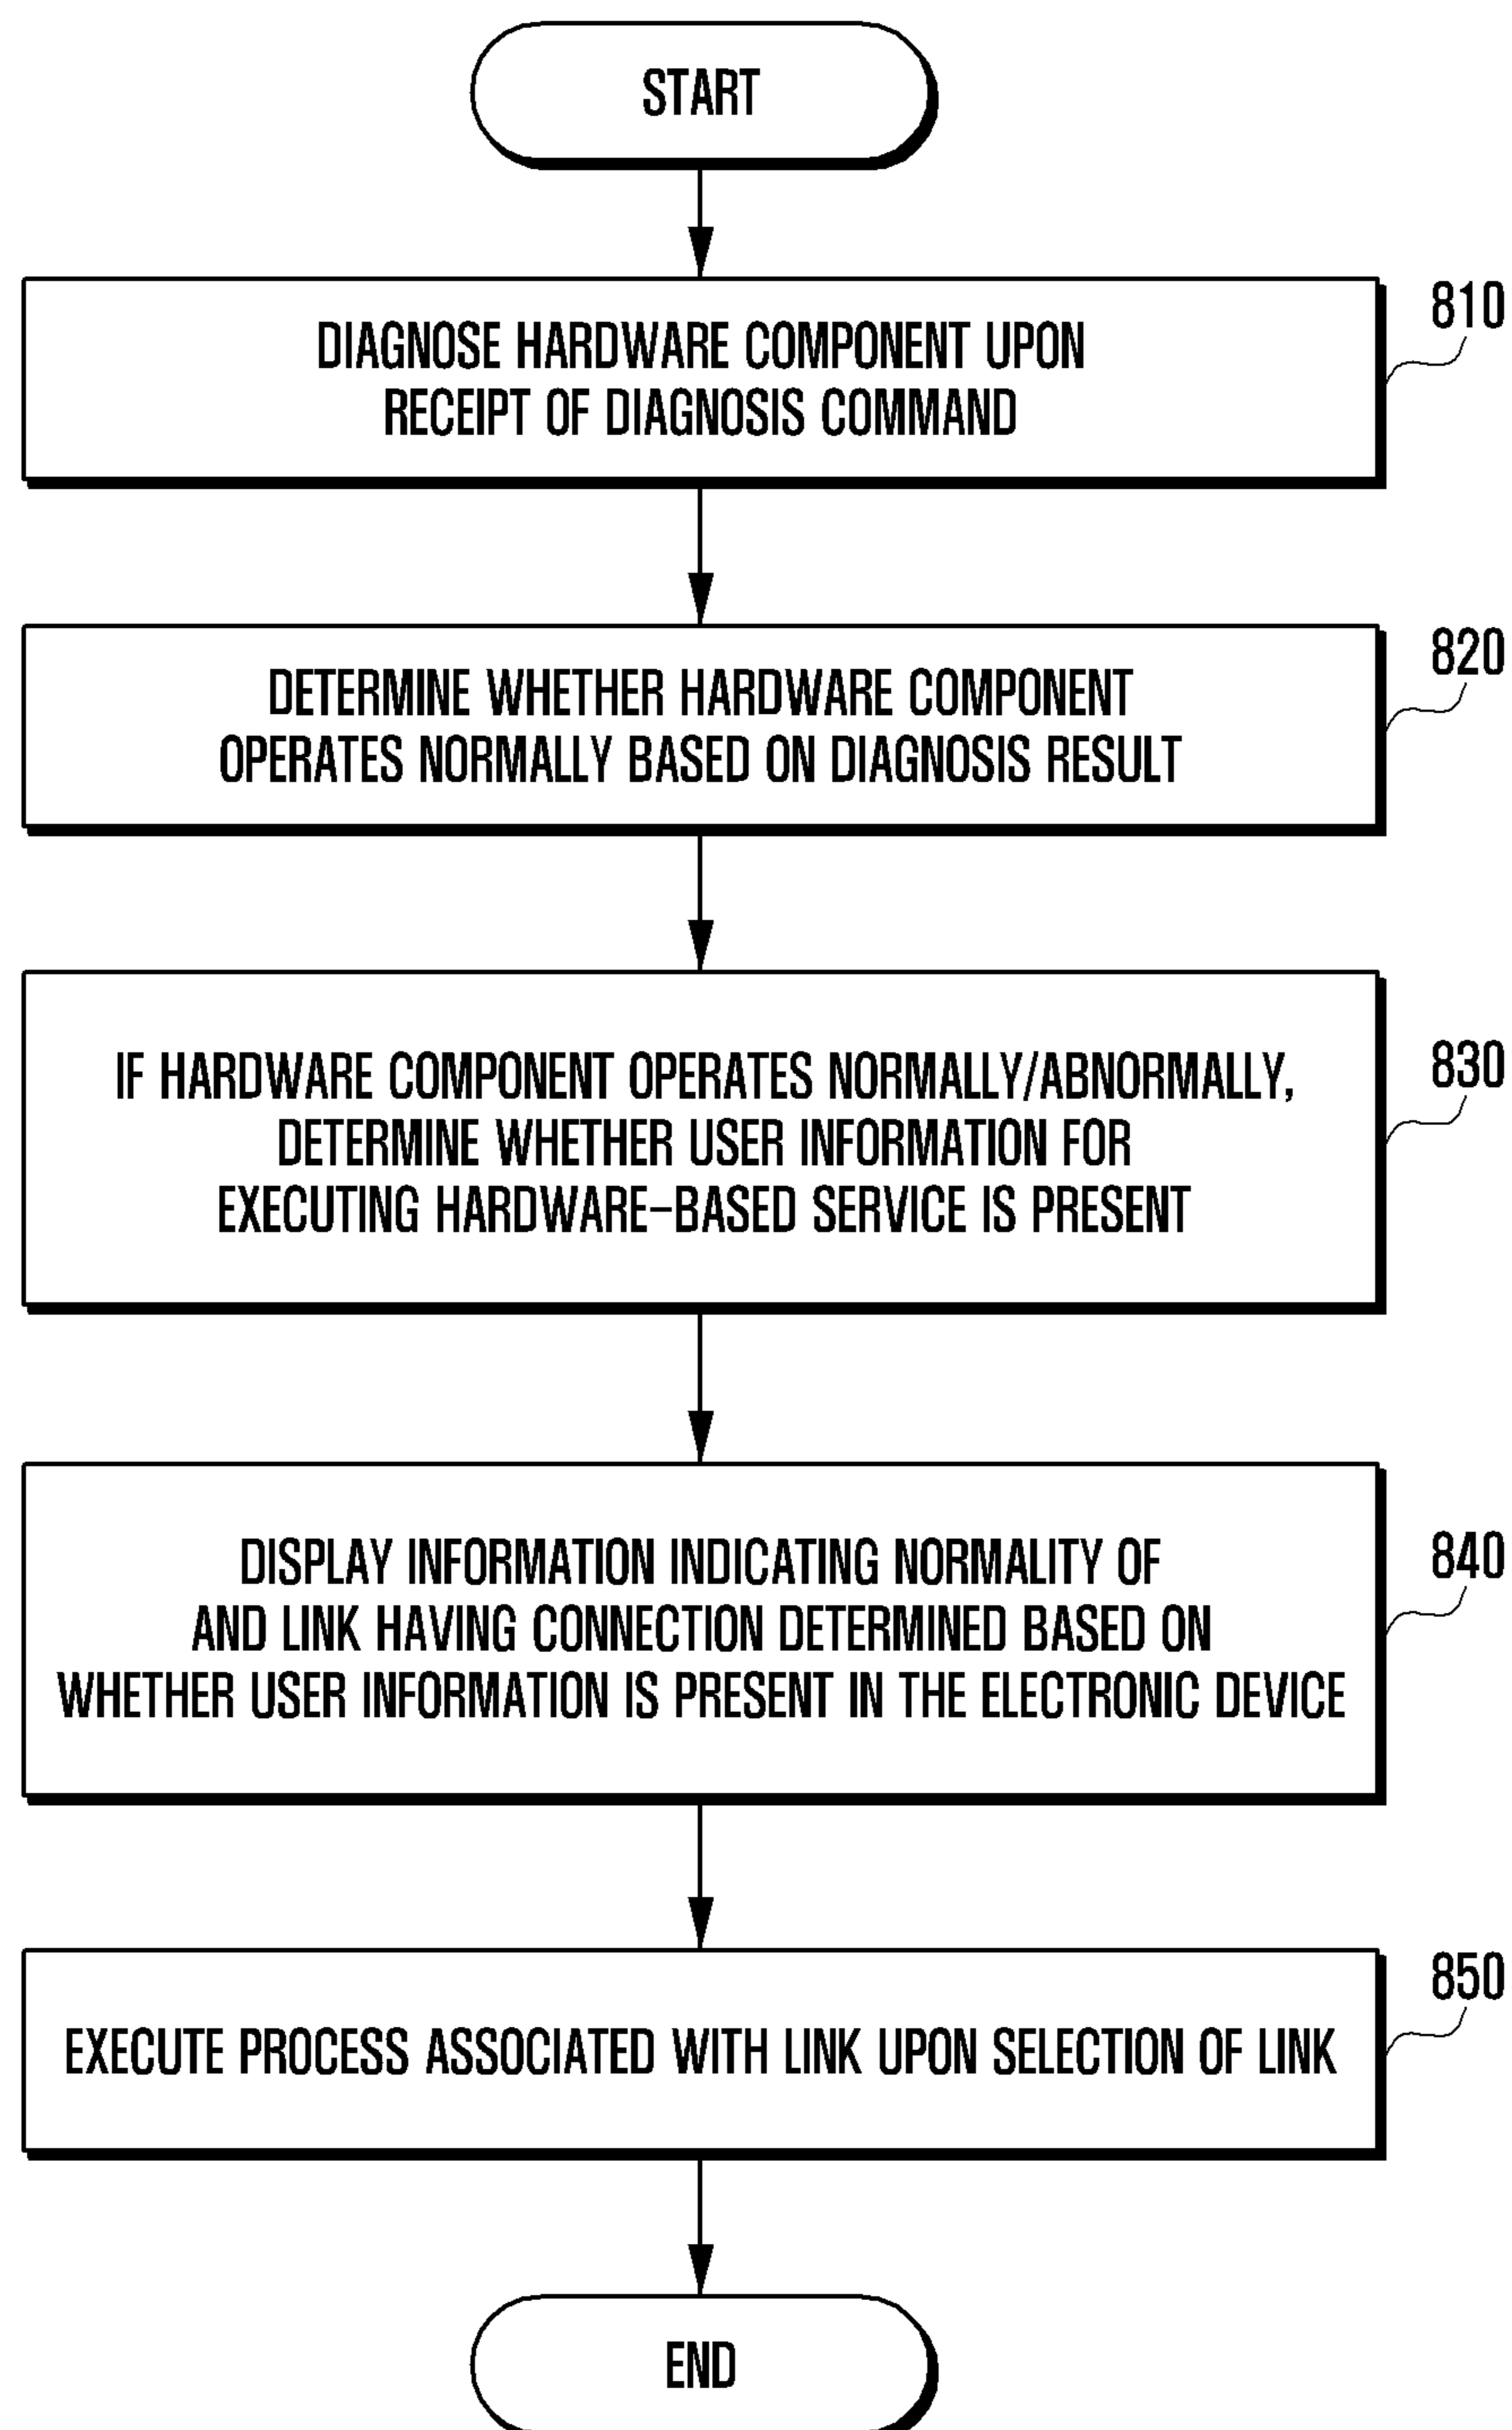 START
810
DIAGNOSE HARDWARE COMPONENT UPON
RECEIPT OF DIAGNOSIS COMMAND
820
DETERMINE WHETHER HARDWARE COMPONENT
OPERATES NORMALLY BASED ON DIAGNOSIS RESULT
830
IF HARDWARE COMPONENT OPERATES NORMALLY/ABNORMALLY,
DETERMINE WHETHER USER INFORMATION FOR
EXECUTING HARDWARE-BASED SERVICE IS PRESENT
840
DISPLAY INFORMATION INDICATING NORMALITY OF
AND LINK HAVING CONNECTION DETERMINED BASED ON
WHETHER USER INFORMATION IS PRESENT IN THE ELECTRONIC DEVICE
850
EXECUTE PROCESS ASSOCIATED WITH LINK UPON SELECTION OF LINK
END